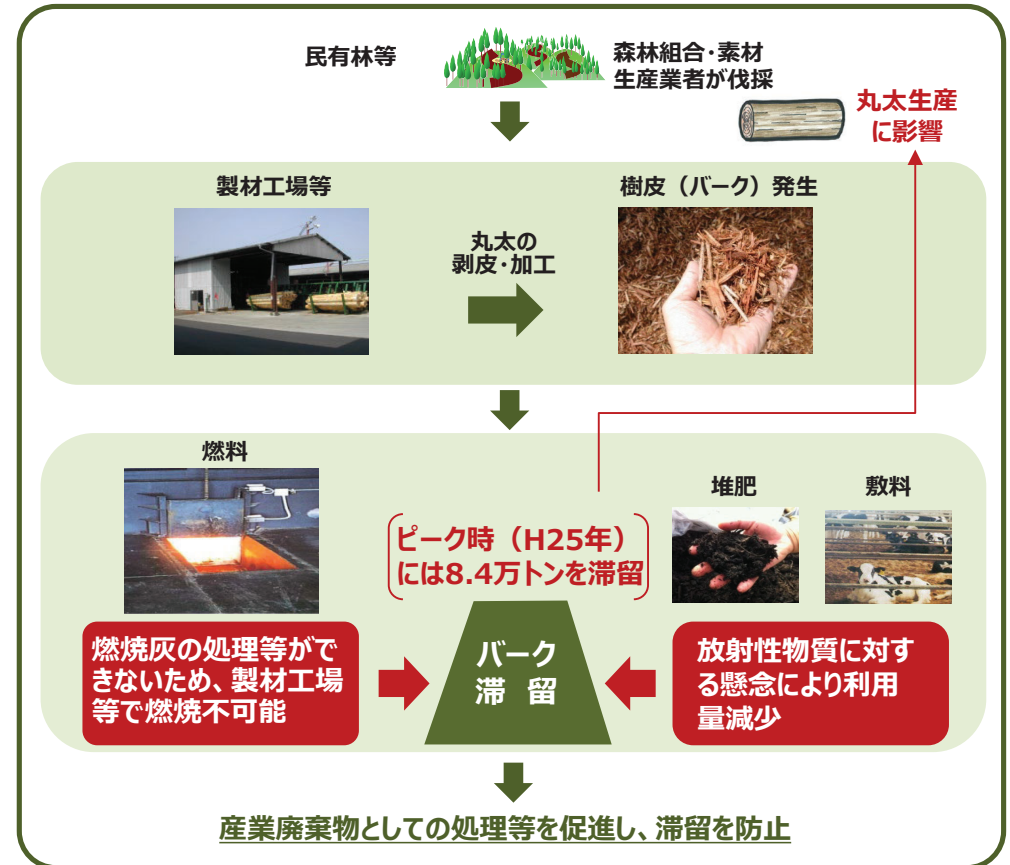 民有林等
森林組合・素材
生産業者が伐採
丸太生産
に影響
製材工場等
樹皮（バーク）発生
丸太の
剥皮・加工
燃料
堆肥
敷料
ピーク時（H25年）
には8.4万トンを滞留
燃焼灰の処理等がで
きないため、製材工場
等で燃焼不可能
バーク
滞 留
放射性物質に対す
る懸念により利用
量減少
産業廃棄物としての処理等を促進し、滞留を防止